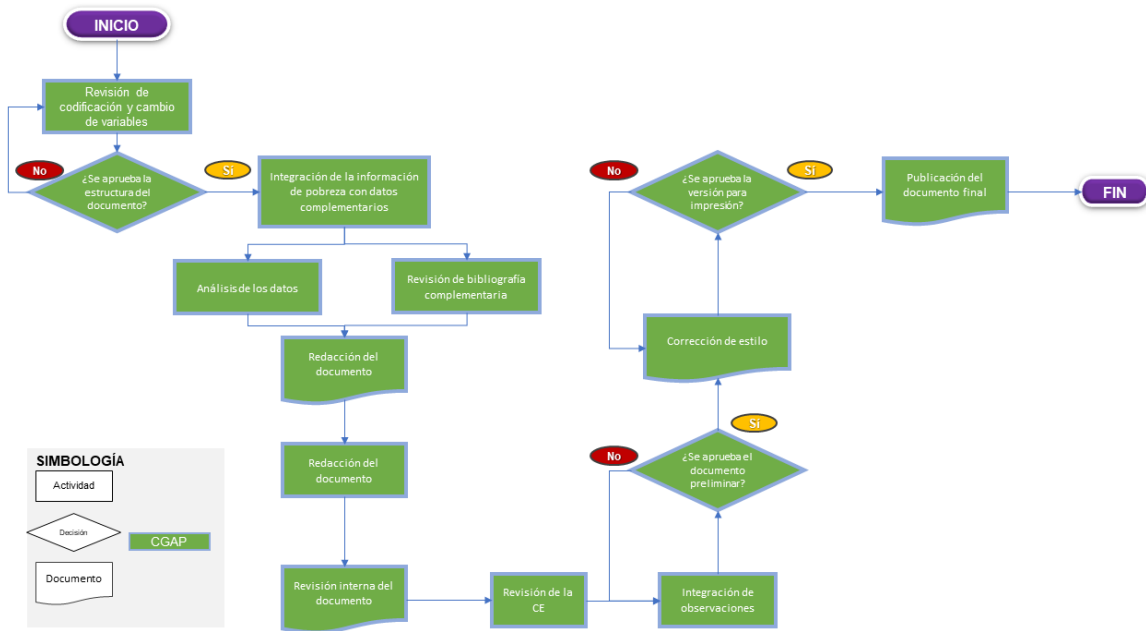 INICIO
Revisión de
codificación y cambio
de variables
No
¿Se aprueba la
estructura del
documento?
Sí
Integración de la información
de pobreza con datos
complementarios
Análisis de los datos
Revisión de bibliografía
complementaria
Redacción del
documento
Redacción del
documento
Revisión interna del
documento
Revisión de la
CE
Integración de
observaciones
No
¿Se aprueba el
documento
preliminar?
Sí
Corrección de estilo
No
¿Se aprueba la
versión para
impresión?
Sí
Publicación del
documento final
FIN
SIMBOLOGÍA
Actividad
Decisión
CGAP
Documento